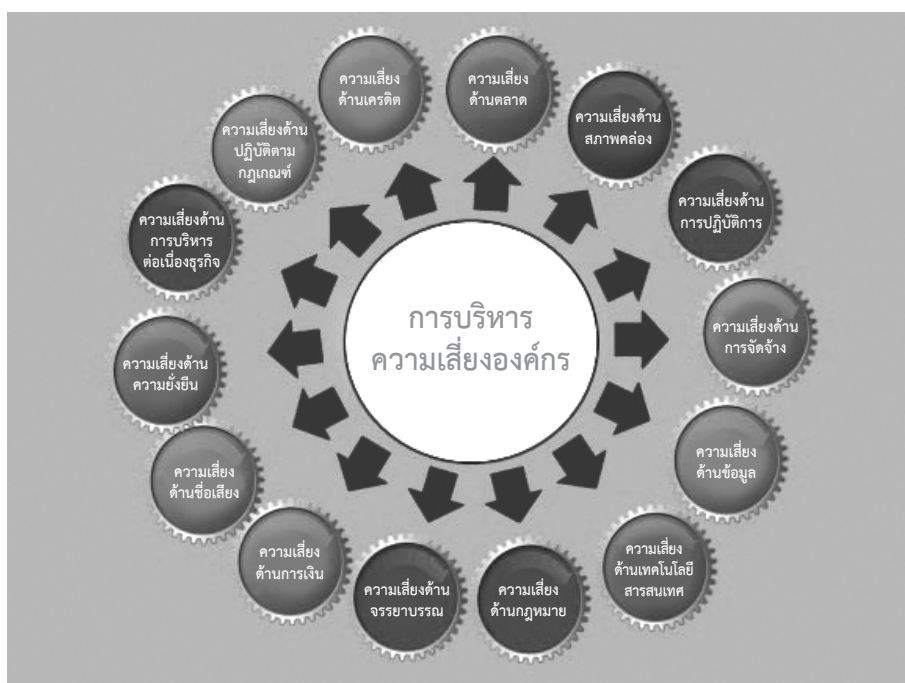 การบริหาร
ความเสี่ยงองค์กร
ความเสี่ยง
ด้านเครดิต
ความเสี่ยง
ด้านตลาด
ความเสี่ยงด้าน
สภาพคล่อง
ความเสี่ยงด้าน
การปฏิบัติการ
ความเสี่ยงด้าน
การจัดจ้าง
ความเสี่ยง
ด้านข้อมูล
ความเสี่ยง
ด้านเทคโนโลยี
สารสนเทศ
ความเสี่ยง
ด้านกฎหมาย
ความเสี่ยงด้าน
จรรยาบรรณ
ความเสี่ยง
ด้านการเงิน
ความเสี่ยง
ด้านชื่อเสียง
ความเสี่ยงด้าน
ความยั่งยืน
ความเสี่ยงด้าน
การบริหาร
ต่อเนื่องธุรกิจ
ความเสี่ยงด้าน
ปฏิบัติตาม
กฎเกณฑ์